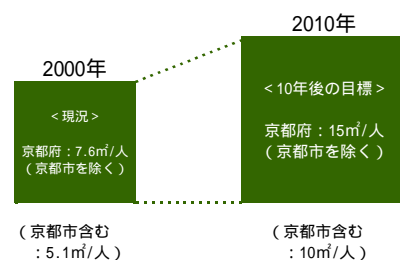 2000年
<現況>
京都府:7.6㎡/人
(京都市を除く)
(京都市含む
:5.1㎡/人)
2010年
<10年後の目標>
京都府:15㎡/人
(京都市を除く)
(京都市含む
:10㎡/人)